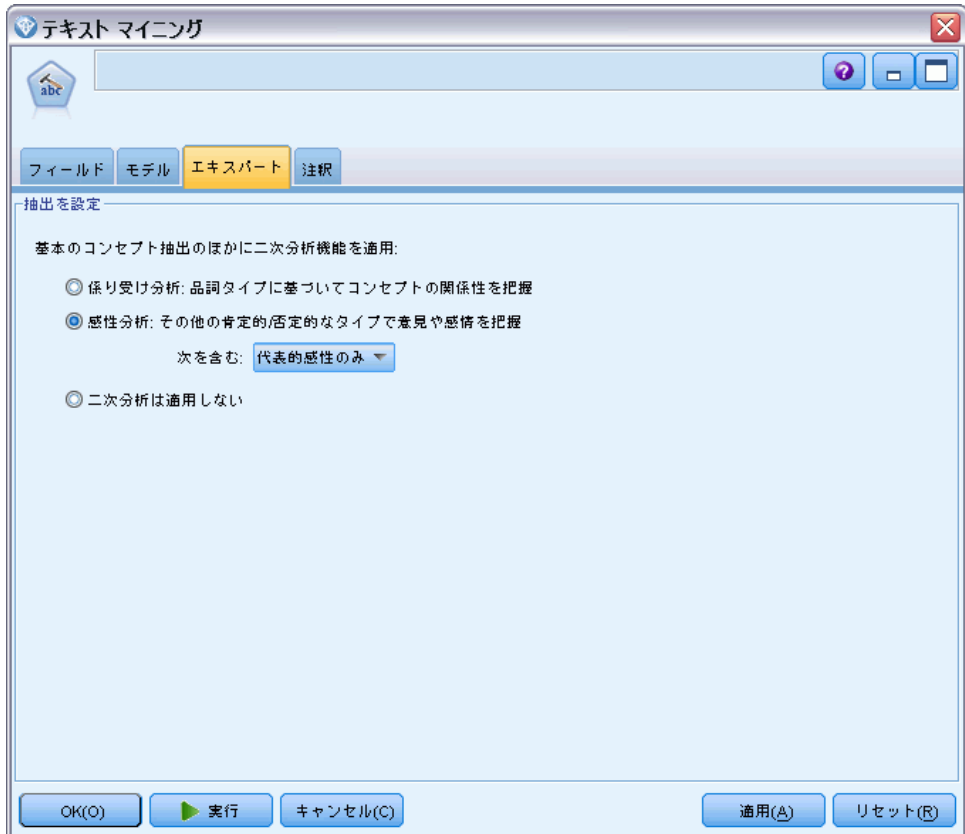 テキスト マイニング
abc
フィールド モデル エキスパート 注釈
抽出を設定
基本のコンセプト抽出のほかに二次分析機能を適用:
係り受け分析: 品詞タイプに基づいてコンセプトの関係性を把握
感性分析: その他の肯定的/否定的なタイプで意見や感情を把握
次を含む: 代表的感性のみ
二次分析は適用しない
OK(O) 実行 キャンセル(C) 適用(A) リセット(R)